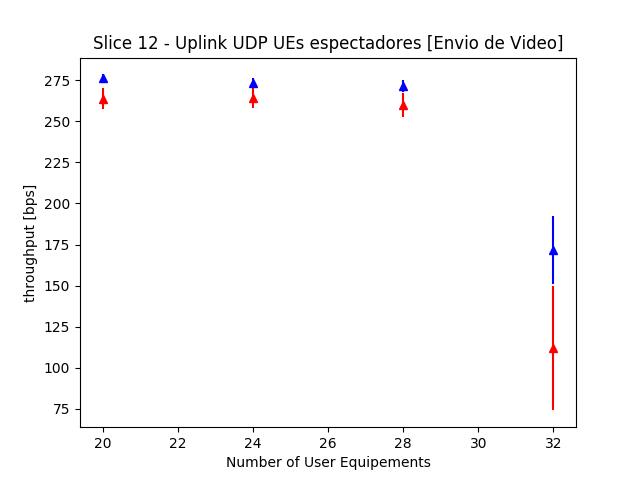 Slice 12 - Uplink UDP UEs espectadores [Envio de Video]
275
250
225
200
175
150
125
100
75
throughput [bps]
20 22 24 26 28 30 32
Number of User Equipements